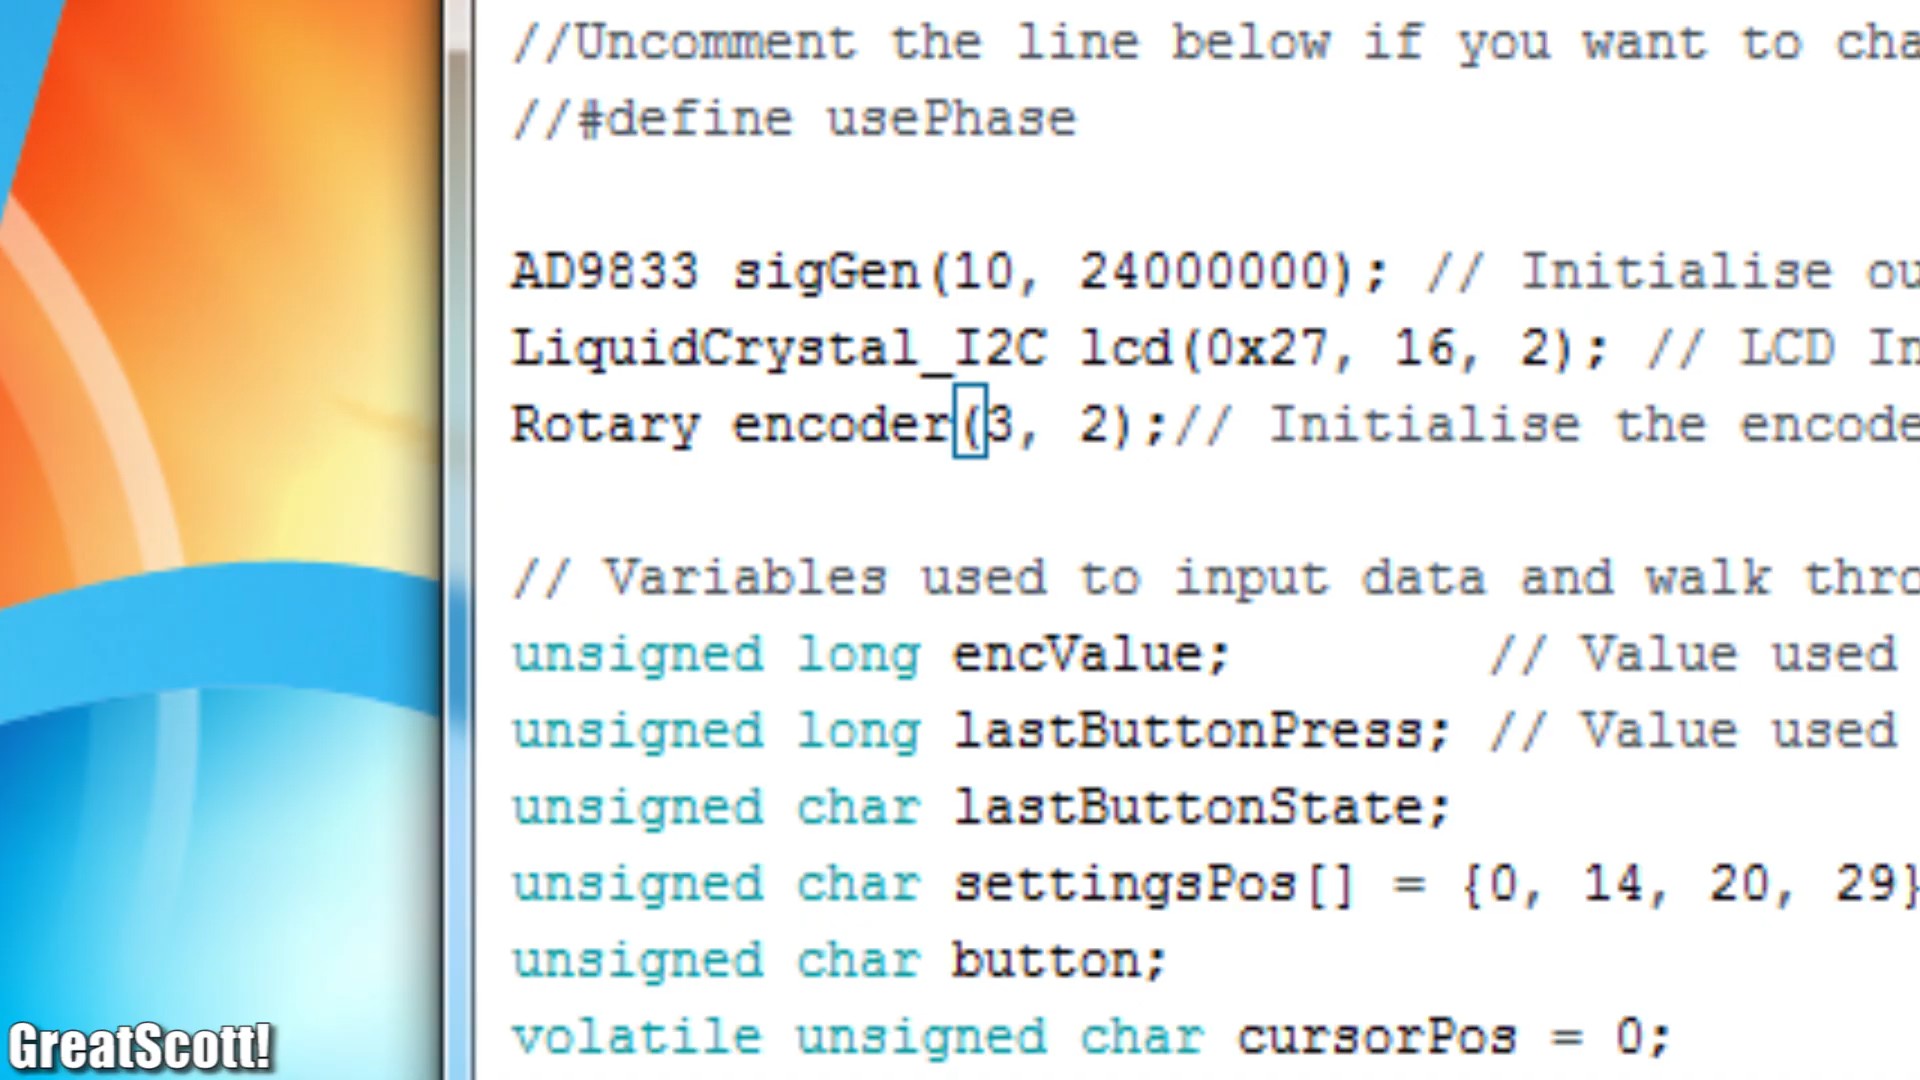 //Uncomment the line below if you want to cha
//#define usePhase
AD9833 sigGen(10, 24000000); // Initialise ou
LiquidCrystal_I2C lcd(0x27, 16, 2); // LCD In
Rotary encoder(3, 2);// Initialise the encode
// Variables used to input data and walk thro
unsigned long encValue; // Value used
unsigned long lastButtonPress; // Value used
unsigned char lastButtonState;
unsigned char settingsPos[] = {0, 14, 20, 29}
unsigned char button;
volatile unsigned char cursorPos = 0;
GreatScott!